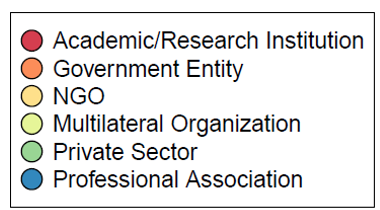 Academic/Research Institution
Government Entity
NGO
Multilateral Organization
Private Sector
Professional Association